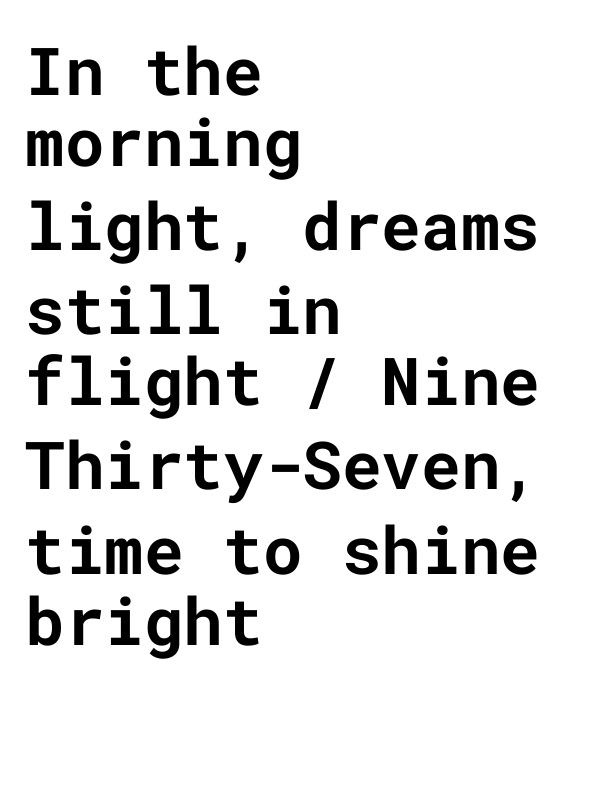 In the
morning
light, dreams
still in
flight / Nine
Thirty-Seven,
time to shine
bright